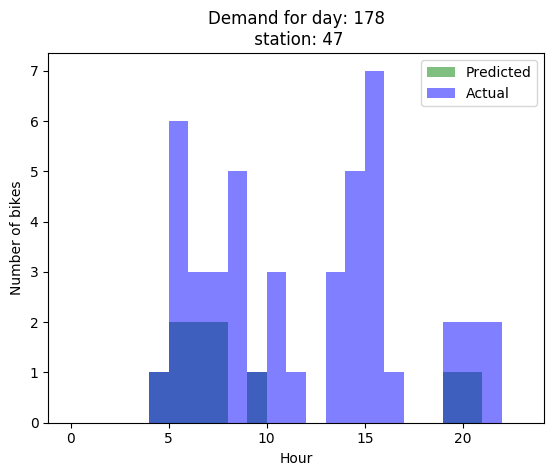 Demand for day: 178
station: 47
Predicted
Actual
Number of bikes
7
6
5
4
3
2
1
0
0 5 10 15 20
Hour